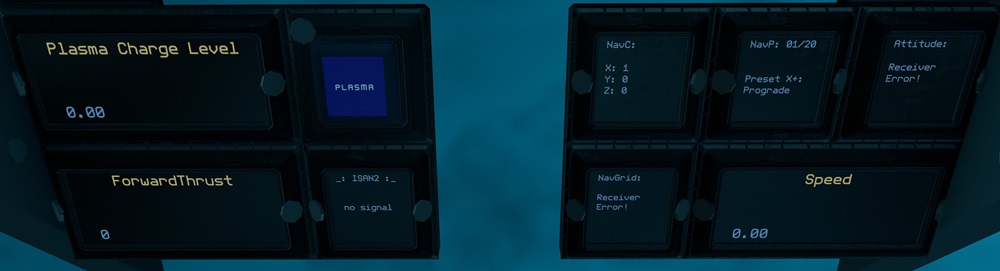 Plasma Charge Level
0.00
PLASMA
ForwardThrust
0
_: ISAN2 :_
no signal
NavC:
X: 1
Y: 0
Z: 0
NavP: 01/20
Preset X+:
Prograde
Attitude:
Receiver
Error!
NavGrid:
Receiver
Error!
Speed
0.00